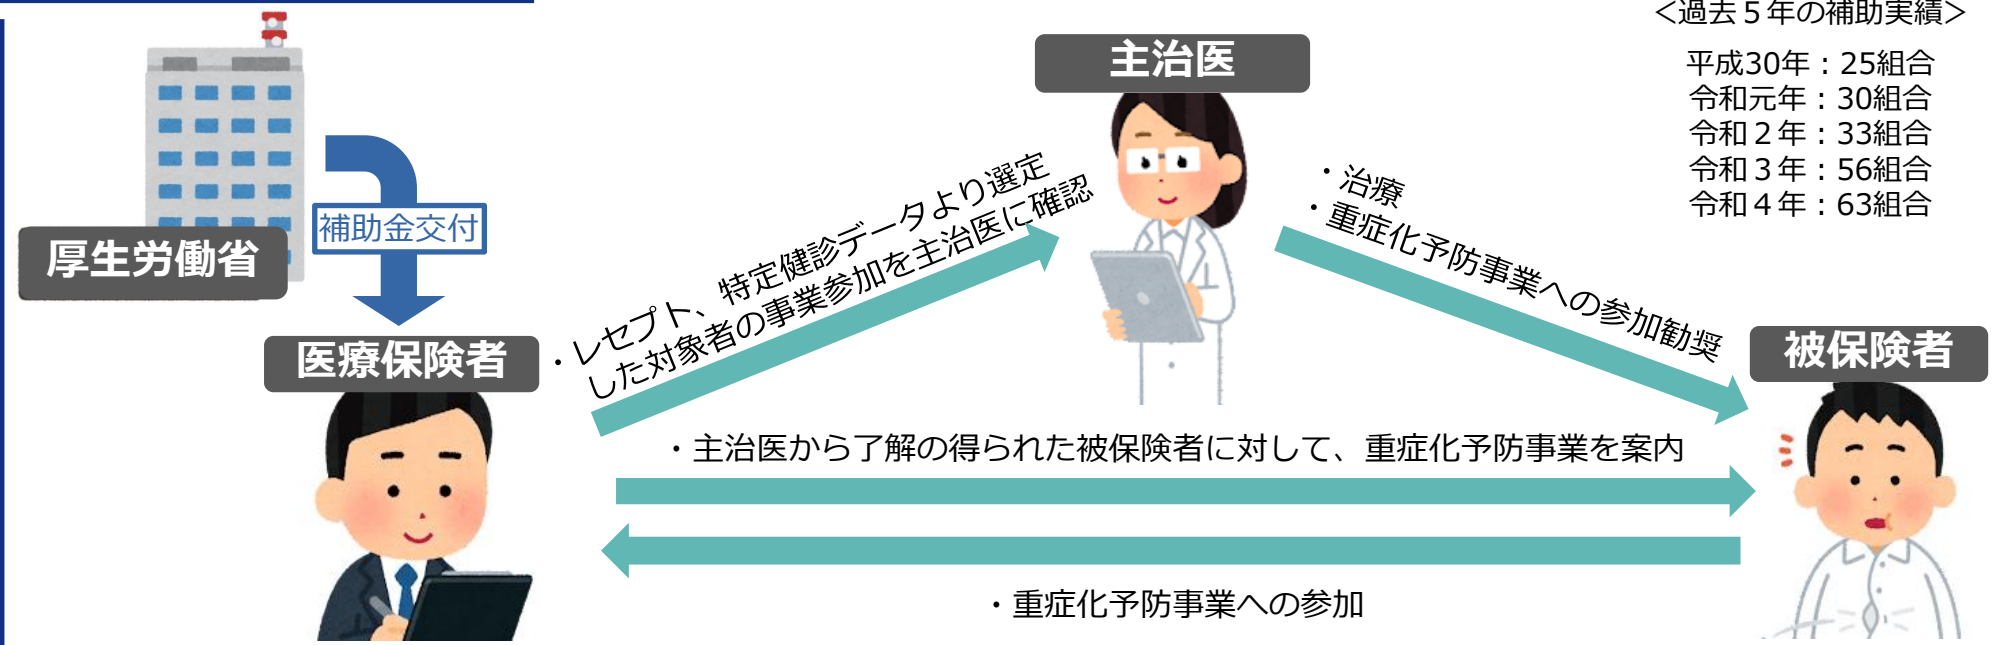 ＜過去５年の補助実績＞
平成30年：25組合
令和元年：30組合
令和２年：33組合
令和３年：56組合
令和４年：63組合
主治医
厚生労働省
補助金交付
医療保険者
・レセプト、特定健診データより選定
した対象者の事業参加を主治医に確認
・治療
・重症化予防事業への参加勧奨
被保険者
・主治医から了解の得られた被保険者に対して、重症化予防事業を案内
・重症化予防事業への参加